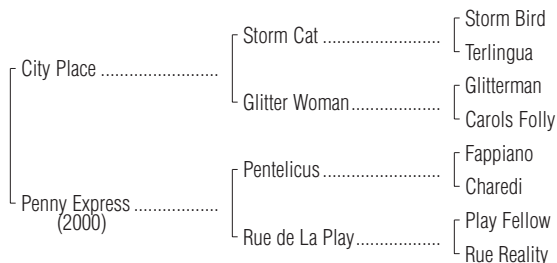 Storm Bird
Storm Cat ........................
Terlingua
City Place ................................
Glitterman
Glitter Woman .......................
Carols Folly
Fappiano
Pentelicus ...............................
Charedi
Penny Express ......................
(2000)
Play Fellow
Rue de La Play ......................
Rue Reality